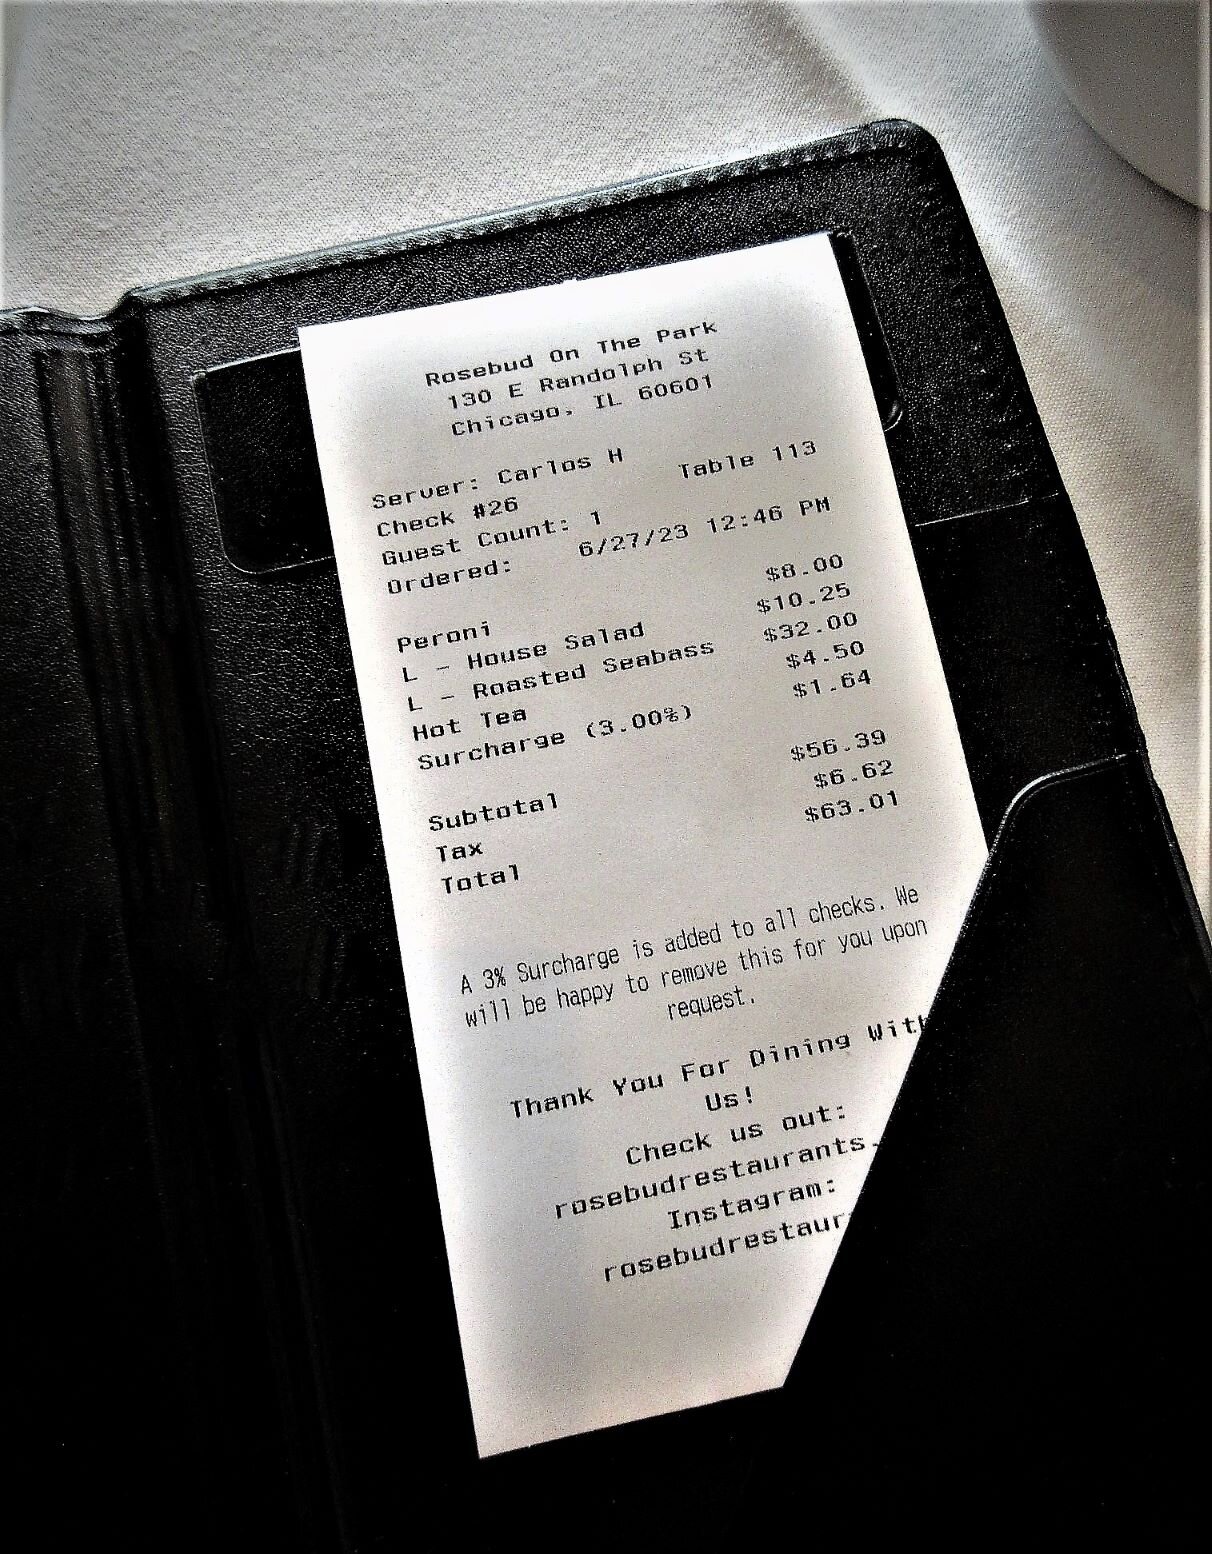 Rosebud On The Park
130 E Randolph St
Chicago, IL 60601
Server: Carlos H
Check #26 Table 113
Guest Count: 1
Ordered: 6/27/23 12:46 PM
Peroni $8.00
L - House Salad $10.25
L - Roasted Seabass $32.00
Hot Tea $4.50
Surcharge (3.00%) $1.64
Subtotal $56.39
Tax $6.62
Total $63.01
A 3% Surcharge is added to all checks. We
will be happy to remove this for you upon
request.
Thank You For Dining With
Us!
Check us out:
rosebudrestaurants.
Instagram:
rosebudrestaur